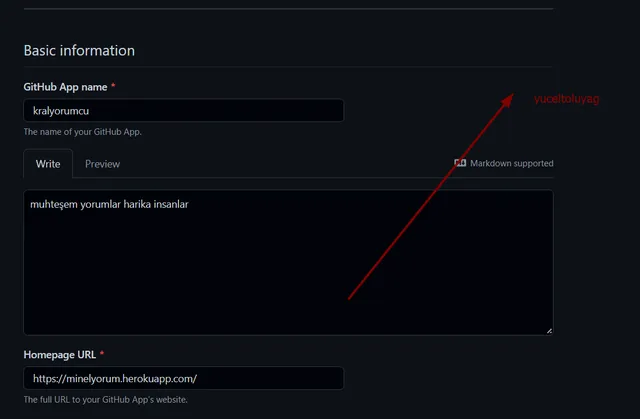 Basic information
GitHub App name *
yuceltoluyag
kralyorumcu
The name of your GitHub App.
Write Preview Markdown supported
muhteşem yorumlar harika insanlar
Homepage URL *
https://minelyorum.herokuapp.com/
The full URL to your GitHub App's website.